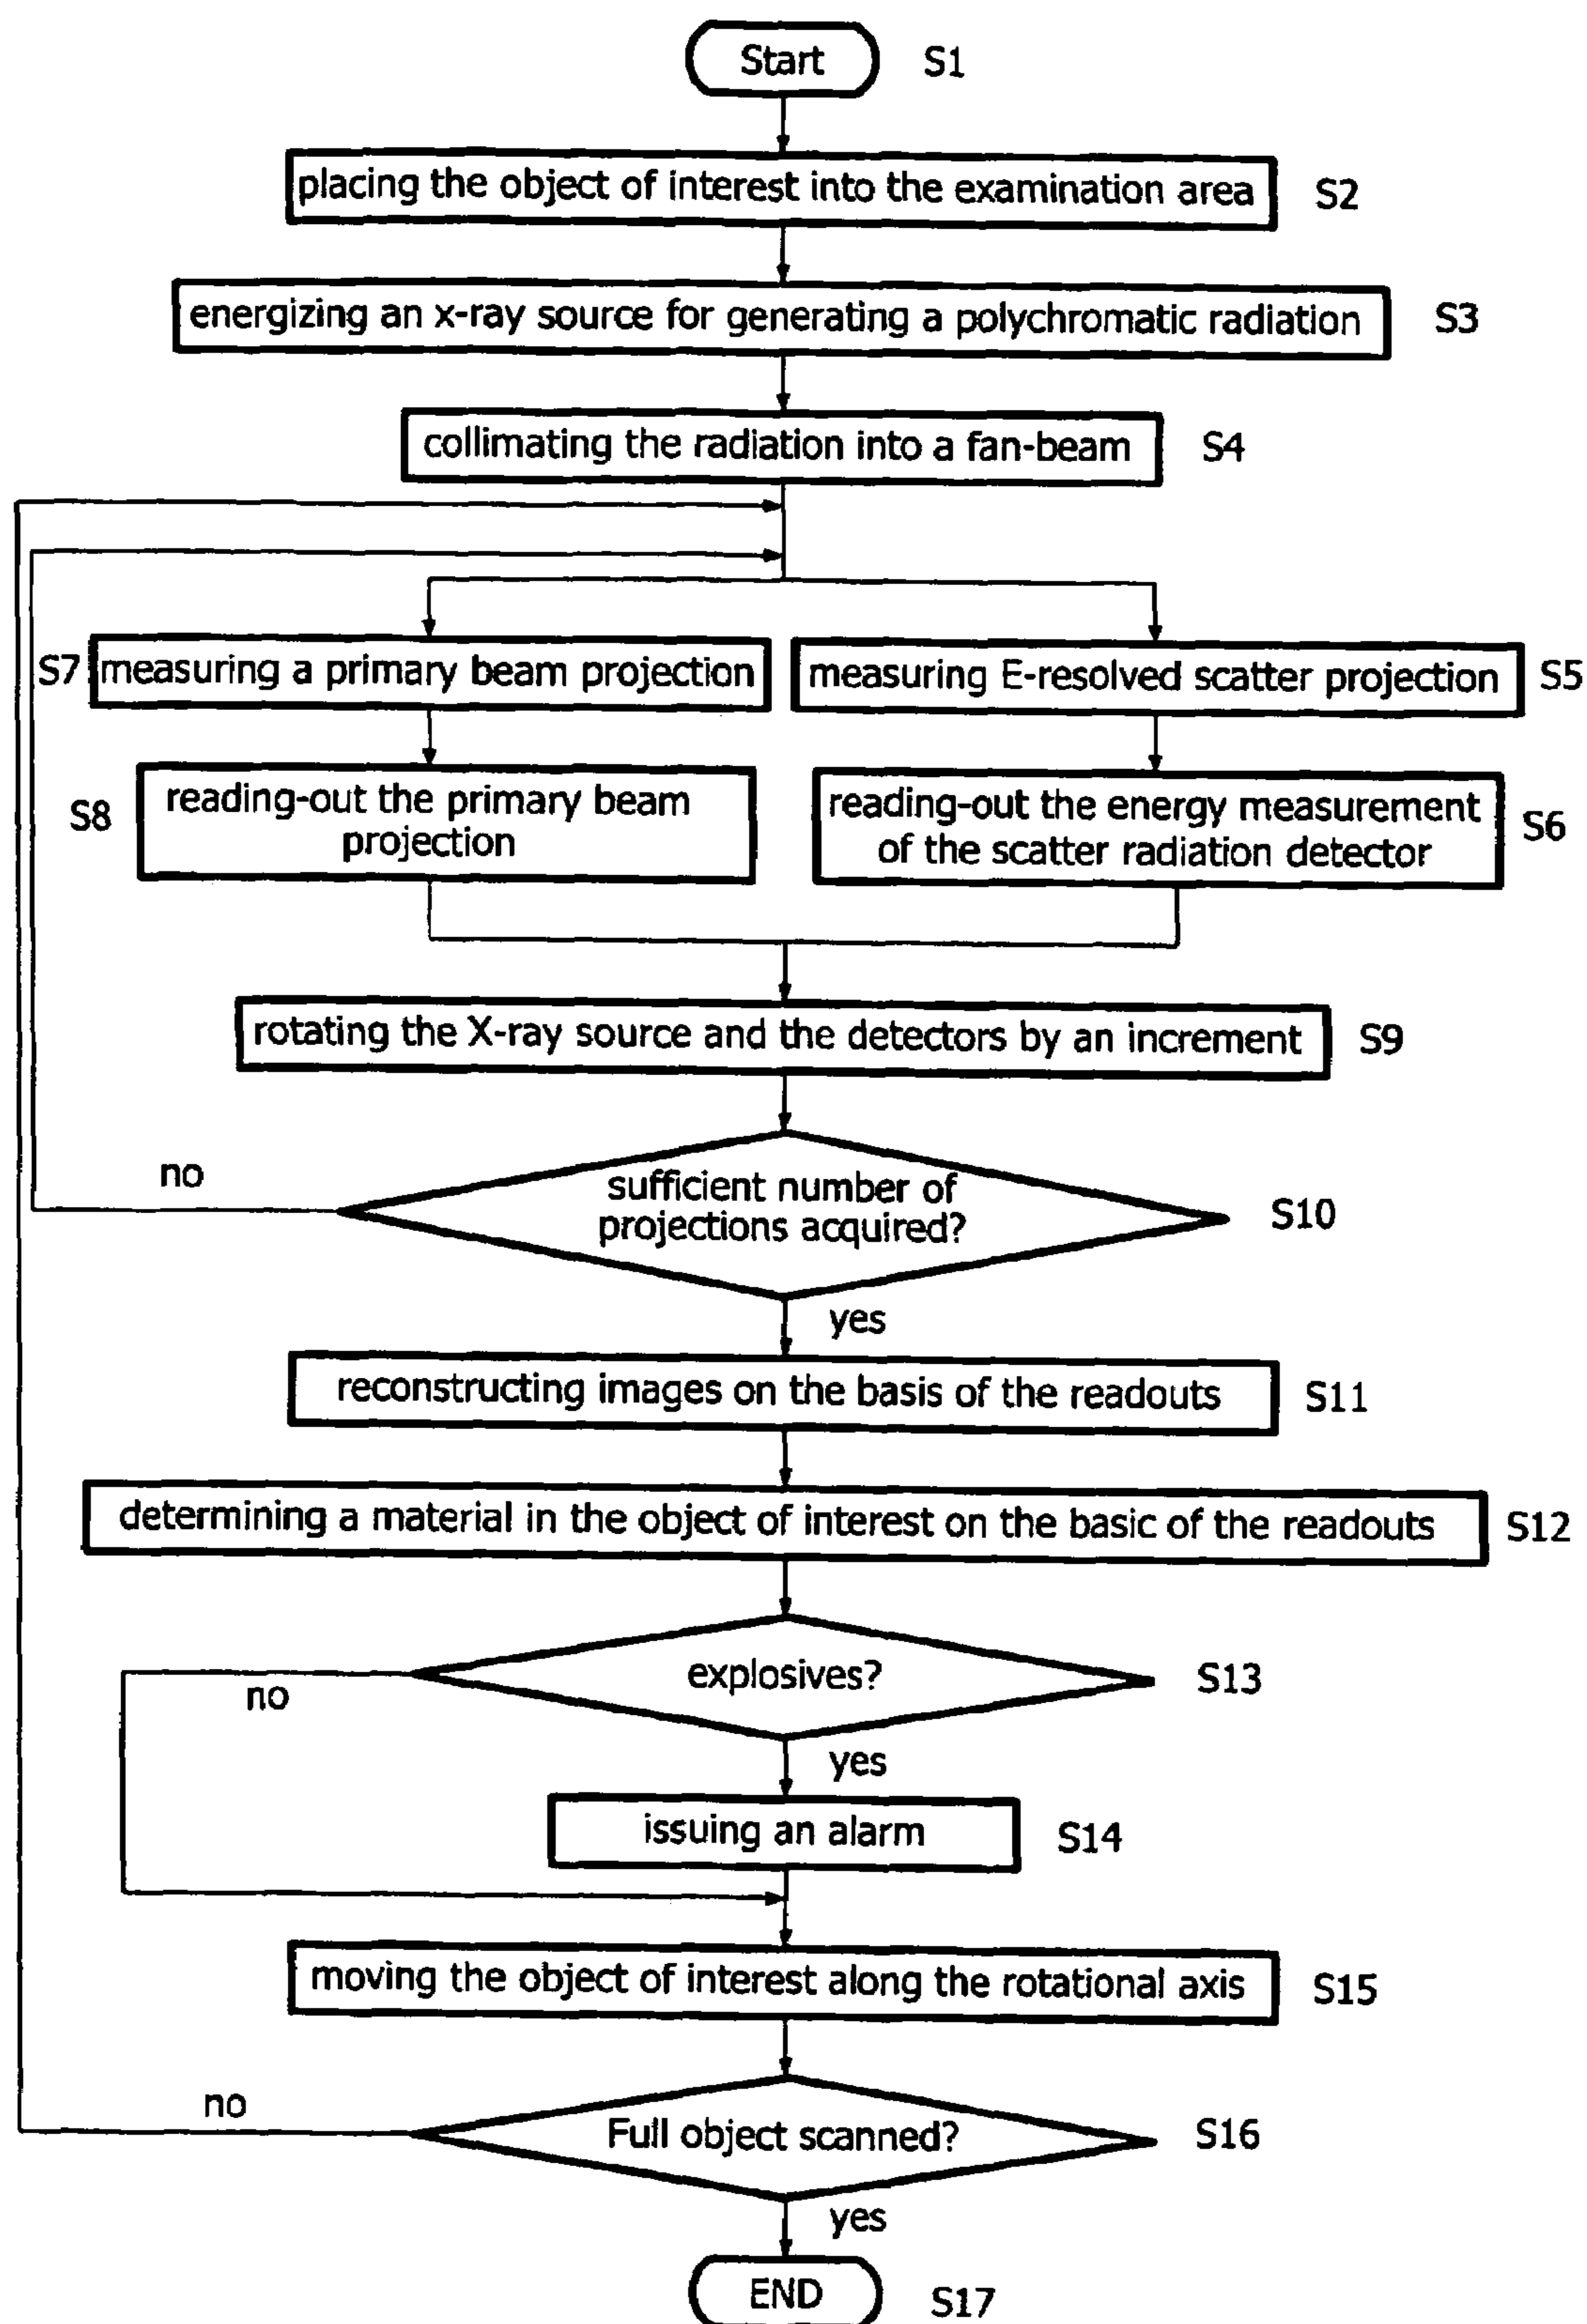 Start
S1
placing the object of interest into the examination area
S2
energizing an x-ray source for generating a polychromatic radiation
S3
collimating the radiation into a fan-beam
S4
S7
measuring a primary beam projection
measuring E-resolved scatter projection
S5
S8
reading-out the primary beam
projection
reading-out the energy measurement
of the scatter radiation detector
S6
rotating the X-ray source and the detectors by an increment
S9
no
sufficient number of
projections acquired?
S10
yes
reconstructing images on the basis of the readouts
S11
determining a material in the object of interest on the basic of the readouts
S12
explosives?
S13
no
yes
issuing an alarm
S14
moving the object of interest along the rotational axis
S15
no
Full object scanned?
S16
yes
END
S17